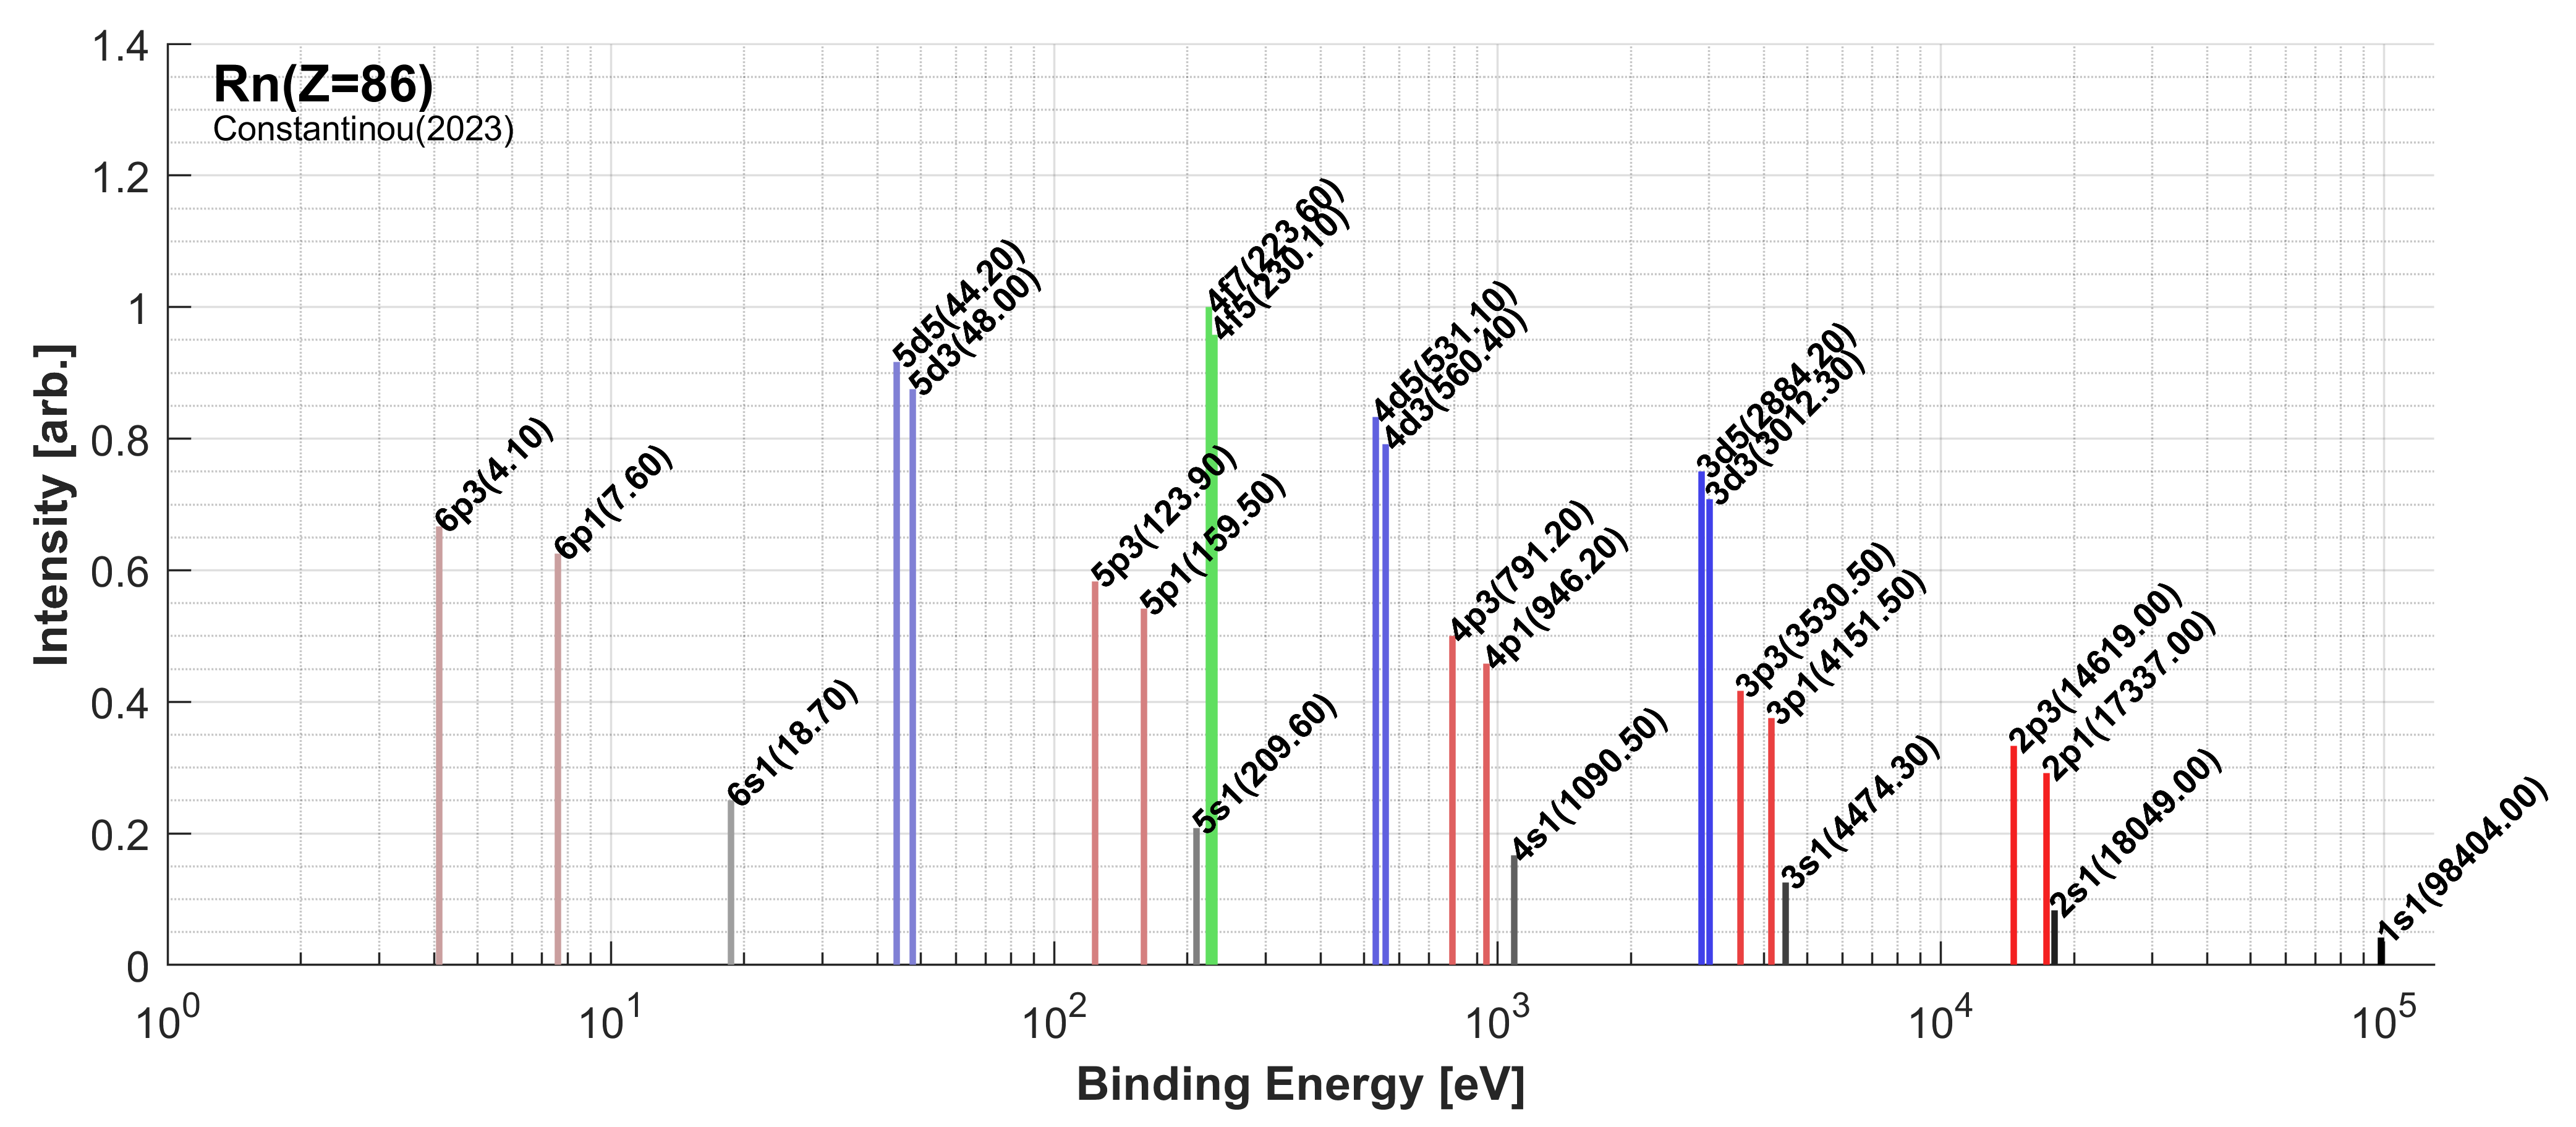 Rn(Z=86)
Constantinou(2023)
Intensity [arb.]
1.4
1.2
1
0.8
0.6
0.4
0.2
0
6p3(4.10)
6p1(7.60)
6s1(18.70)
5d5(44.20)
5d3(48.00)
5p3(123.90)
5p1(159.50)
5s1(209.60)
4f7(223.60)
4f5(230.10)
4d5(531.10)
4d3(560.40)
4p3(791.20)
4p1(946.20)
4s1(1090.50)
3d5(2884.20)
3d3(3012.30)
3p3(3530.50)
3p1(4151.50)
3s1(4474.30)
2p3(14619.00)
2p1(17337.00)
2s1(18049.00)
1s1(98404.00)
10^0 10^1 10^2 10^3 10^4 10^5
Binding Energy [eV]